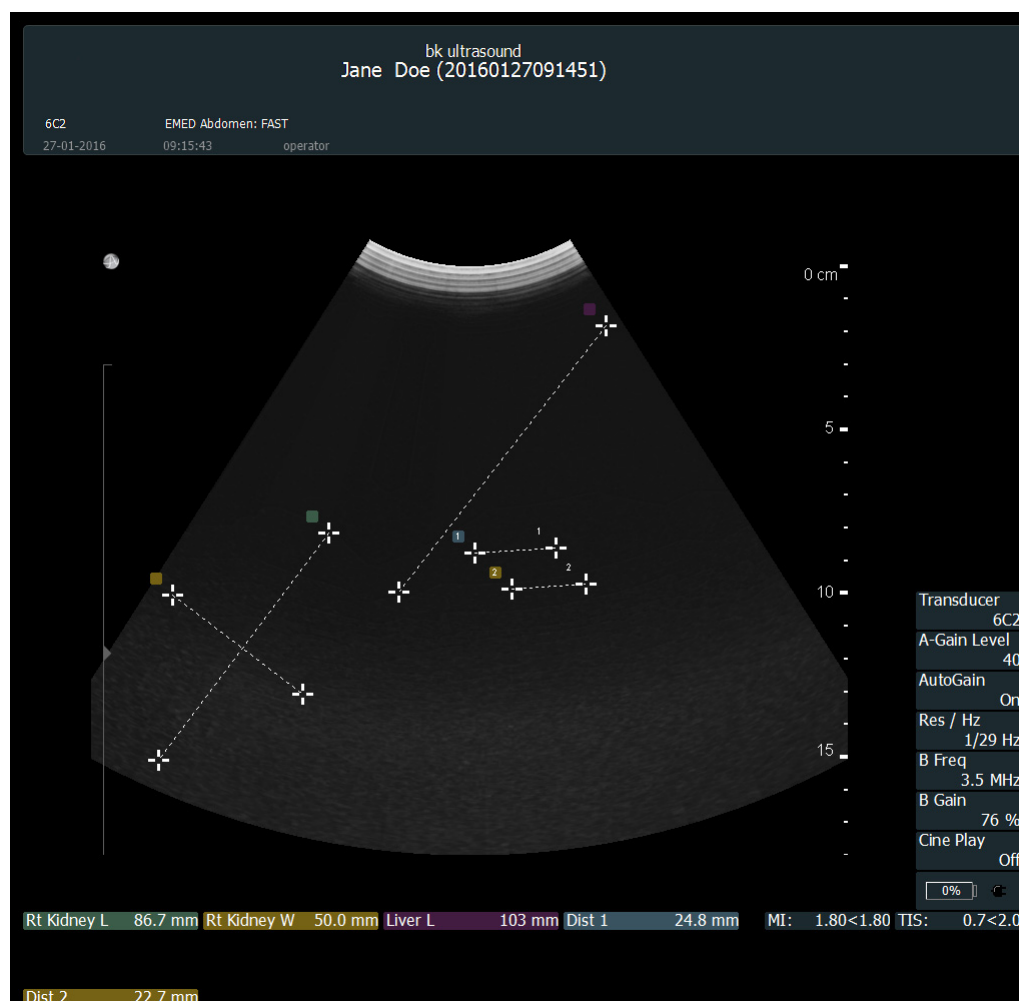 bk ultrasound
Jane Doe (20160127091451)
6C2 EMED Abdomen: FAST
27-01-2016 09:15:43 operator
0 cm
1 1
2 2
5
10
15
Transducer
6C2
A-Gain Level
40
AutoGain
On
Res / Hz
1/29 Hz
B Freq
3.5 MHz
B Gain
76 %
Cine Play
Off
0%
Rt Kidney L 86.7 mm Rt Kidney W 50.0 mm Liver L 103 mm Dist 1 24.8 mm MI: 1.80<1.80 TIS: 0.7<2.0
Dist 2 22.7 mm